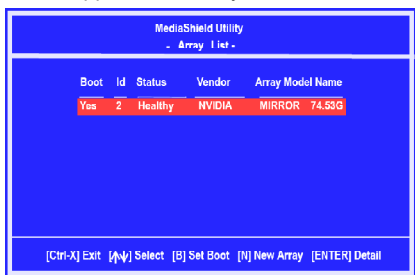 MediaShield Utility
- Array List -
Boot Id Status Vendor Array Model Name
Yes 2 Healthy NVIDIA MIRROR 74.53G
[Ctrl-X] Exit [↑↓] Select [B] Set Boot [N] New Array [ENTER] Detail